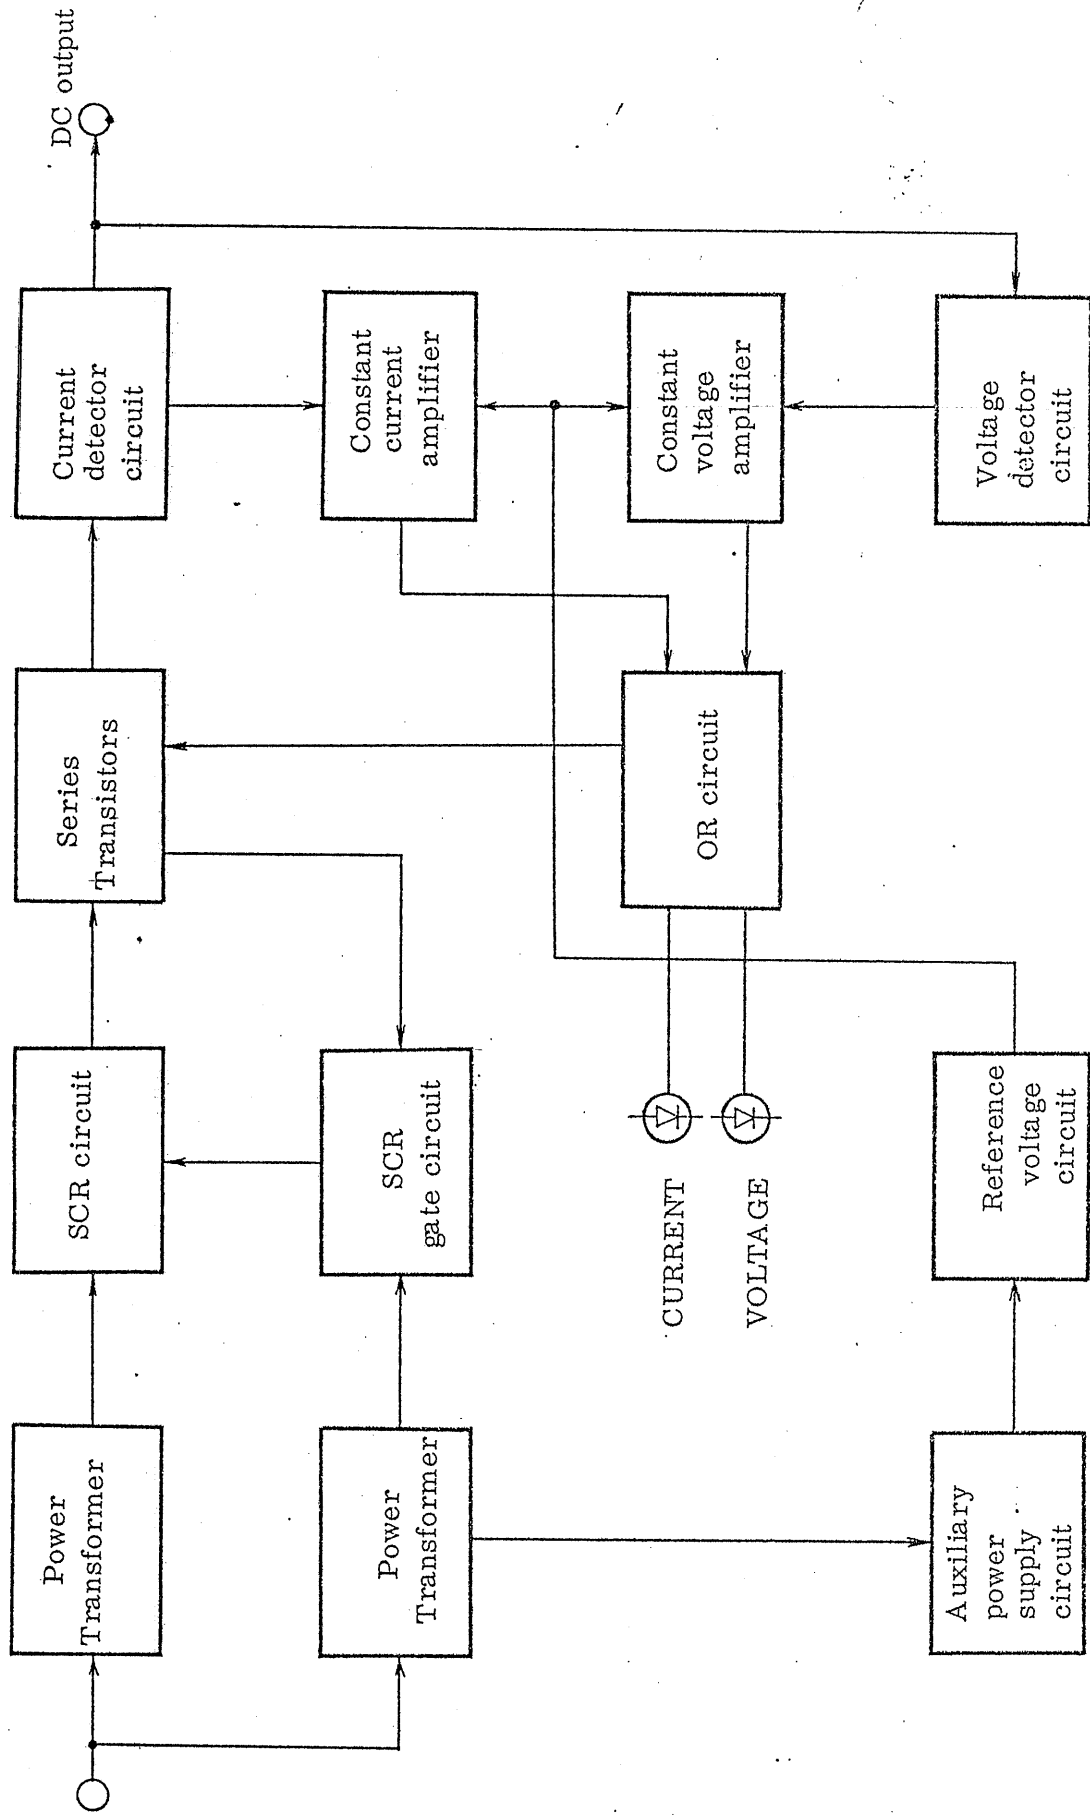 Power
Transformer
SCR circuit
Series
Transistors
Current
detector
circuit
DC output
Power
Transformer
SCR
gate circuit
Constant
current
amplifier
CURRENT
VOLTAGE
OR circuit
Constant
voltage
amplifier
Auxiliary
power
supply
circuit
Reference
voltage
circuit
Voltage
detector
circuit